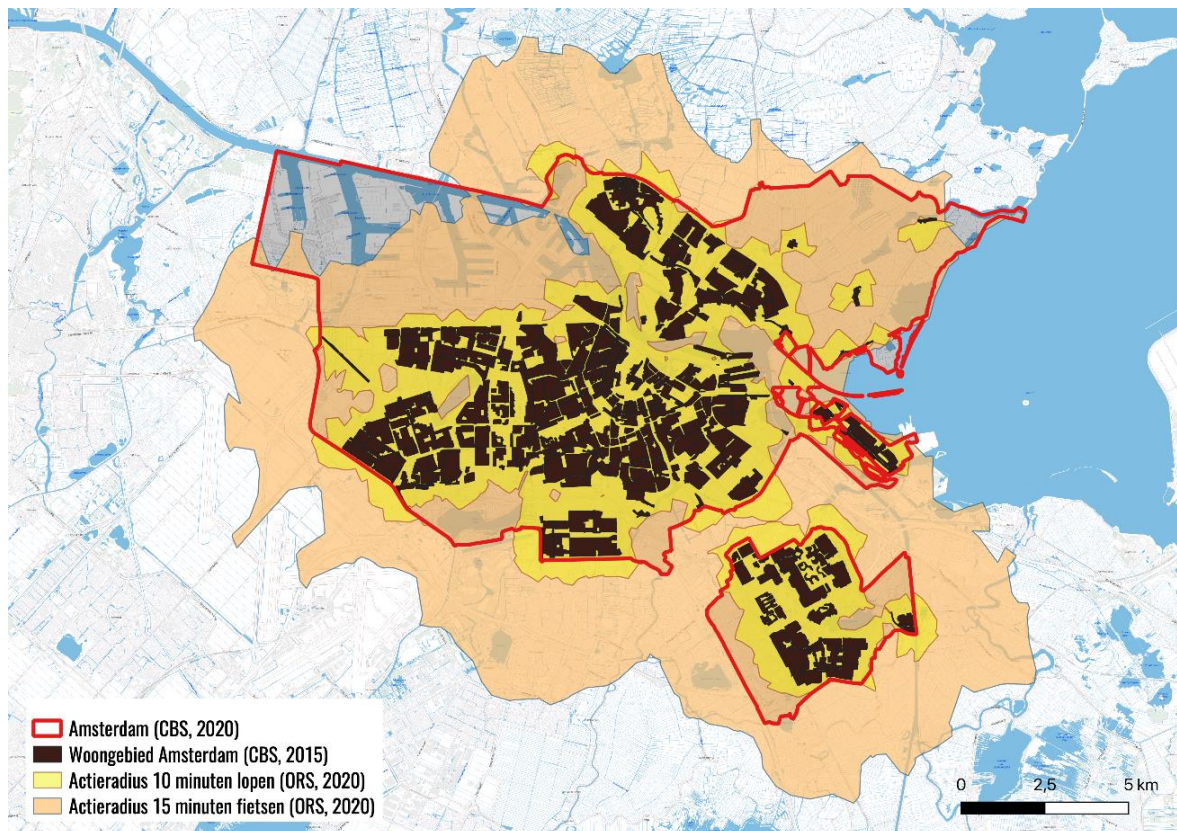 Amsterdam (CBS, 2020)
Woongebied Amsterdam (CBS, 2015)
Actieradius 10 minuten lopen (ORS, 2020)
Actieradius 15 minuten fietsen (ORS, 2020)
0 2,5 5 km